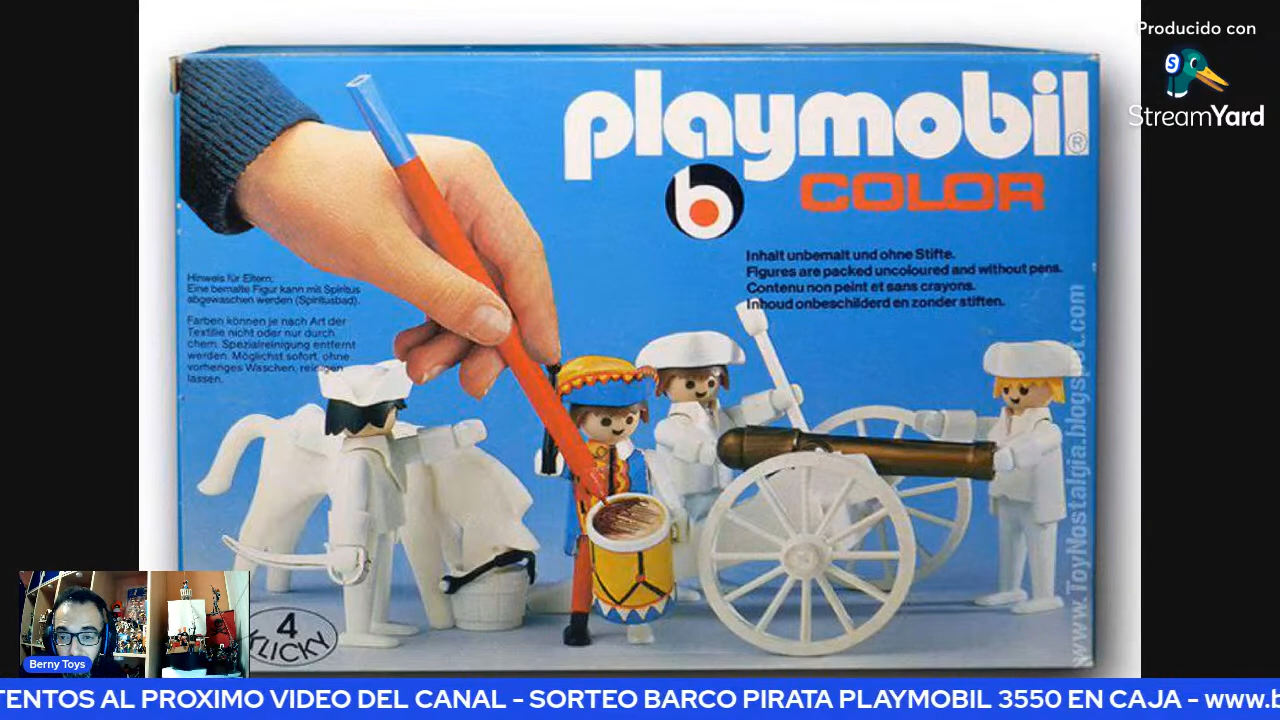 Producido con
StreamYard
playmobil®
b COLOR
Inhalt unbemalt und ohne Stifte.
Figures are packed uncoloured and without pens.
Contenu non peint et sans crayons.
Inhoud onbeschilderd en zonder stiften.
Hinweis für Eltern:
Eine bemalte Figur kann mit Spiritus
abgewaschen werden (Spiritusbad).
Farben können je nach Art der
Textilie nicht oder nur durch
chem. Spezialreinigung entfernt
werden. Möglichst sofort, ohne
vorheriges Waschen, reinigen
lassen.
www.ToyNostalgia.blogspot.com
4
KLICKY
Berny Toys
TENTOS AL PROXIMO VIDEO DEL CANAL - SORTEO BARCO PIRATA PLAYMOBIL 3550 EN CAJA - www.b